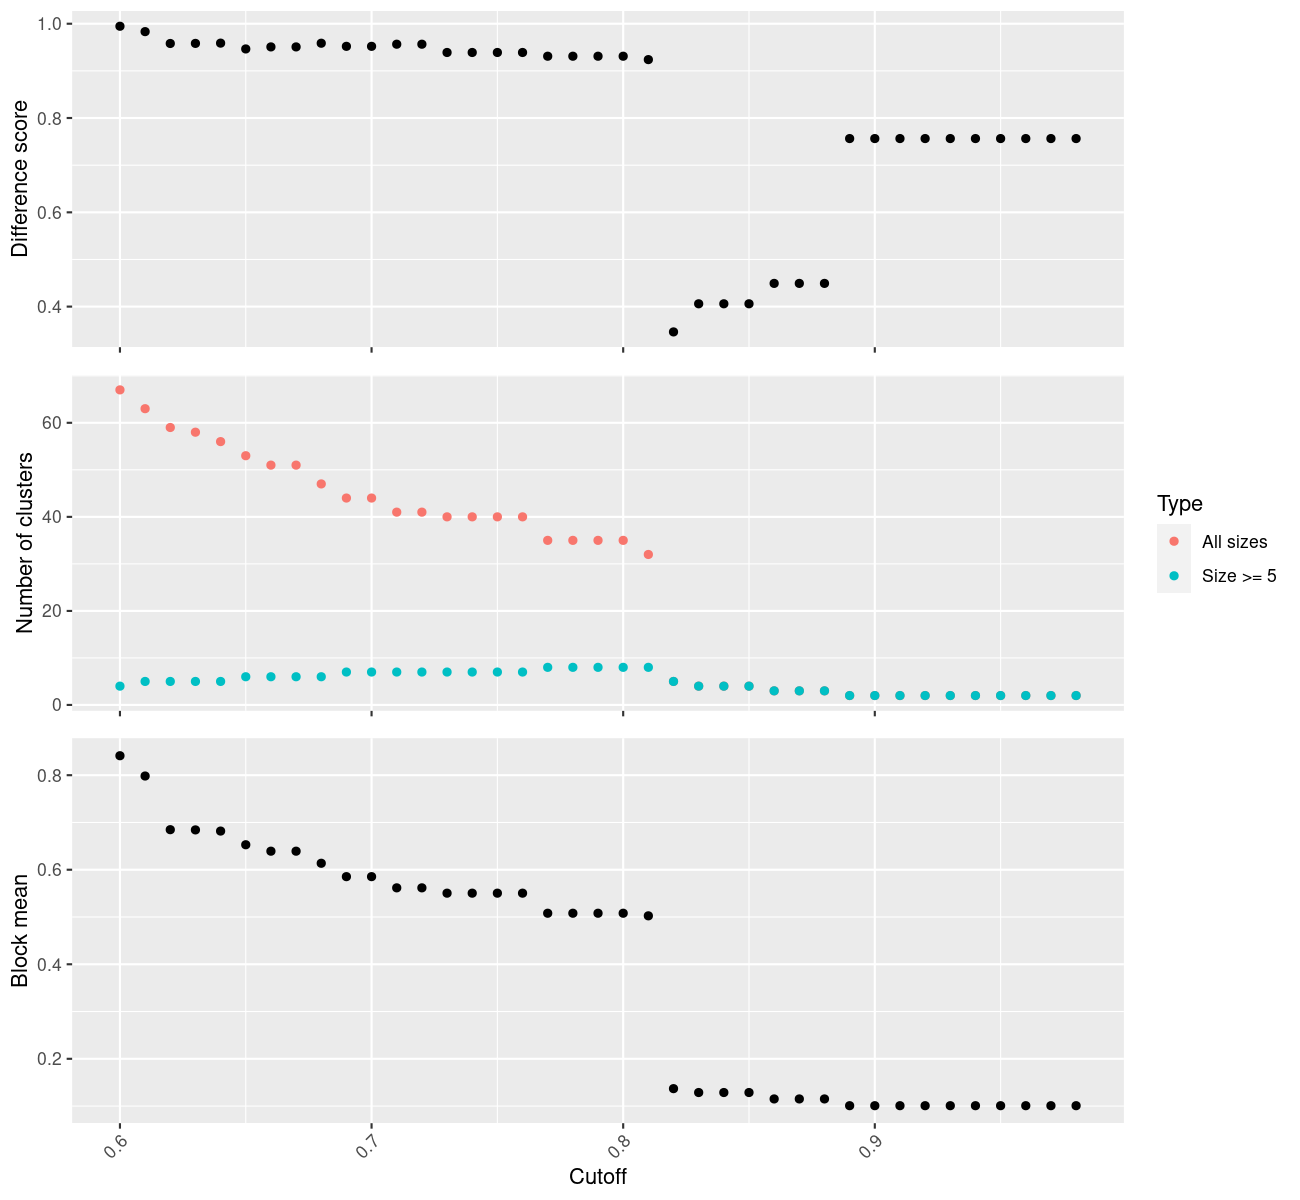 Difference score
1.0
0.8
0.6
0.4
Number of clusters
60
40
20
0
Type
All sizes
Size >= 5
Block mean
0.8
0.6
0.4
0.2
0.6
0.7
0.8
0.9
Cutoff